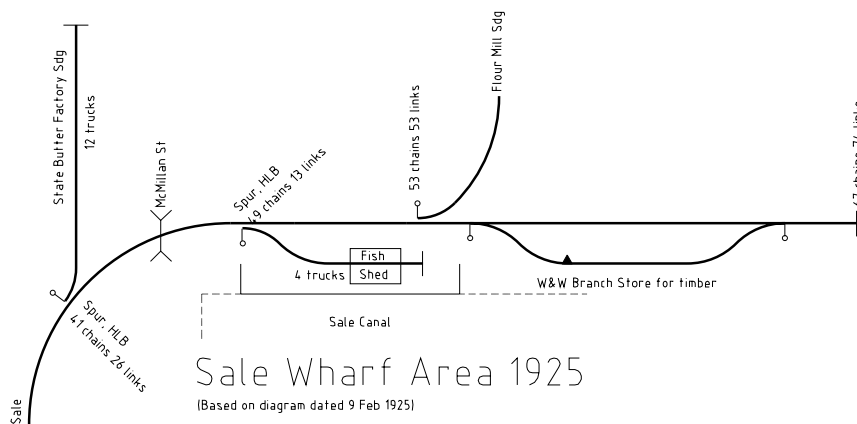 State Butter Factory Sdg
12 trucks
McMillan St
Spur, HLB
49 chains 13 links
53 chains 53 links
Flour Mill Sdg
Fish
Shed
4 trucks
W&W Branch Store for timber
Sale Canal
Spur, HLB
41 chains 26 links
Sale
Sale Wharf Area 1925
(Based on diagram dated 9 Feb 1925)